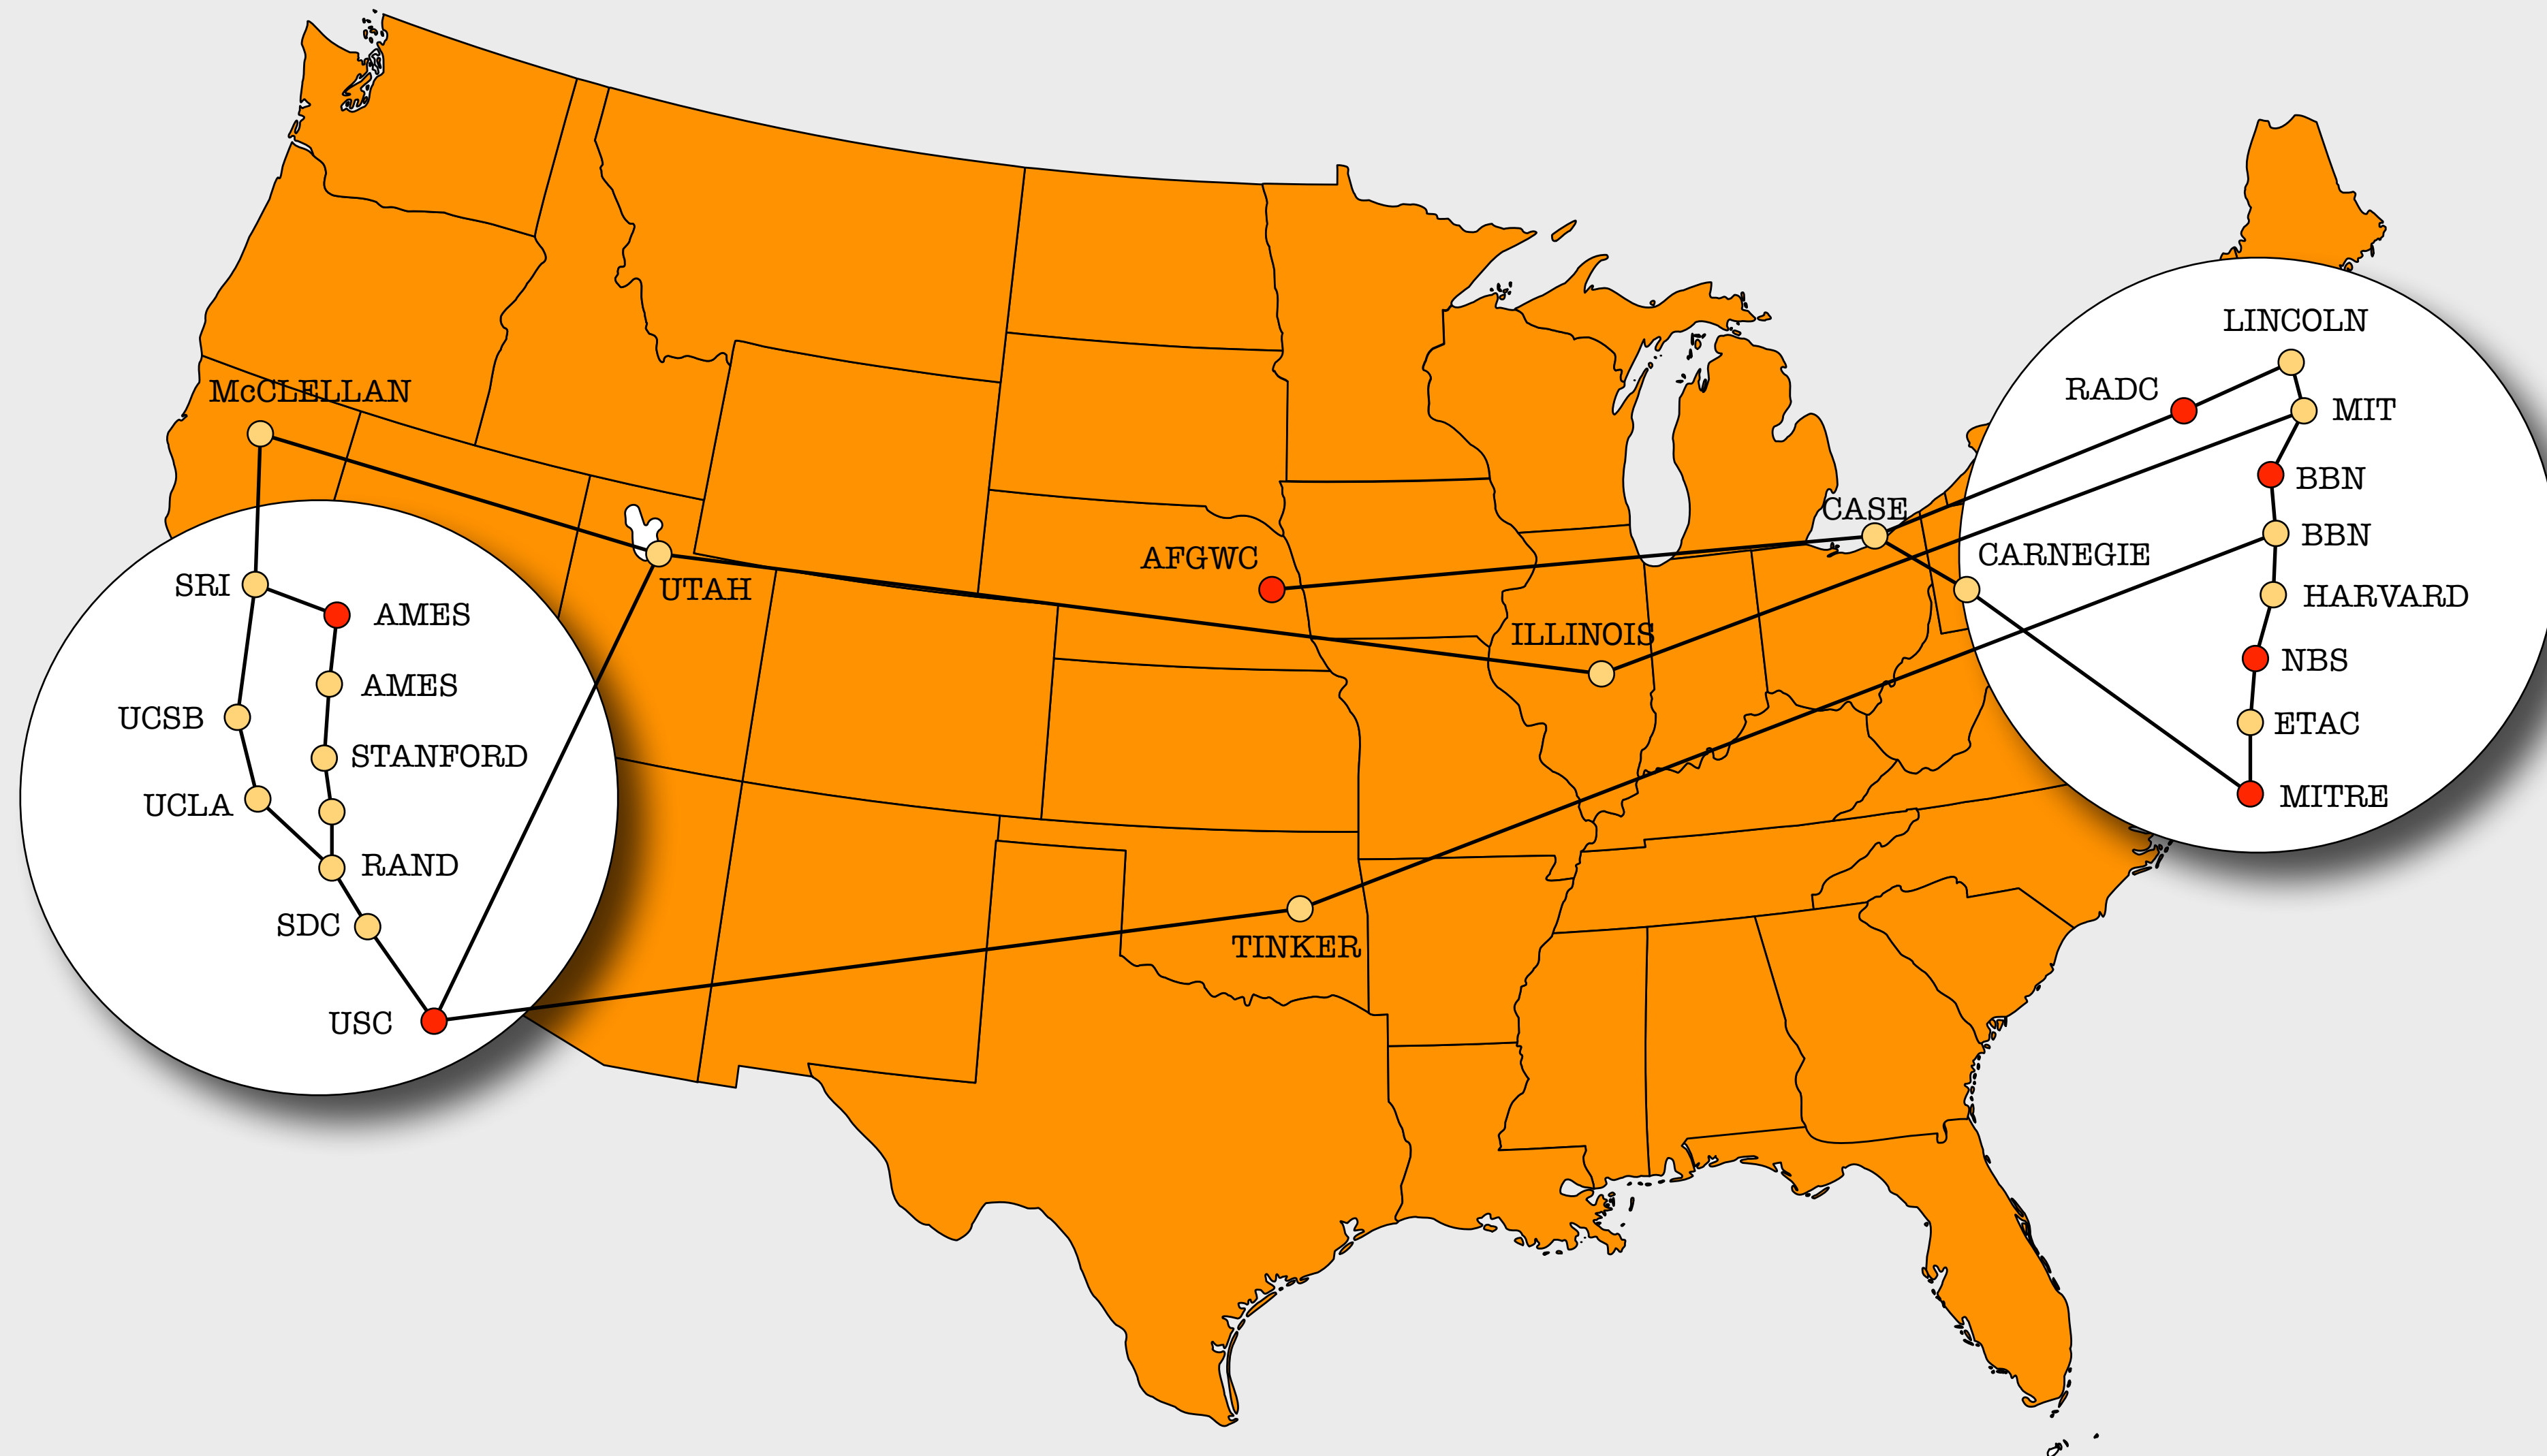 LINCOLN
RADC
McCLELLAN
MIT
BBN
CASE
BBN
CARNEGIE
AFGWC
SRI
UTAH
HARVARD
AMES
ILLINOIS
NBS
AMES
UCSB
ETAC
STANFORD
MITRE
UCLA
RAND
SDC
TINKER
USC